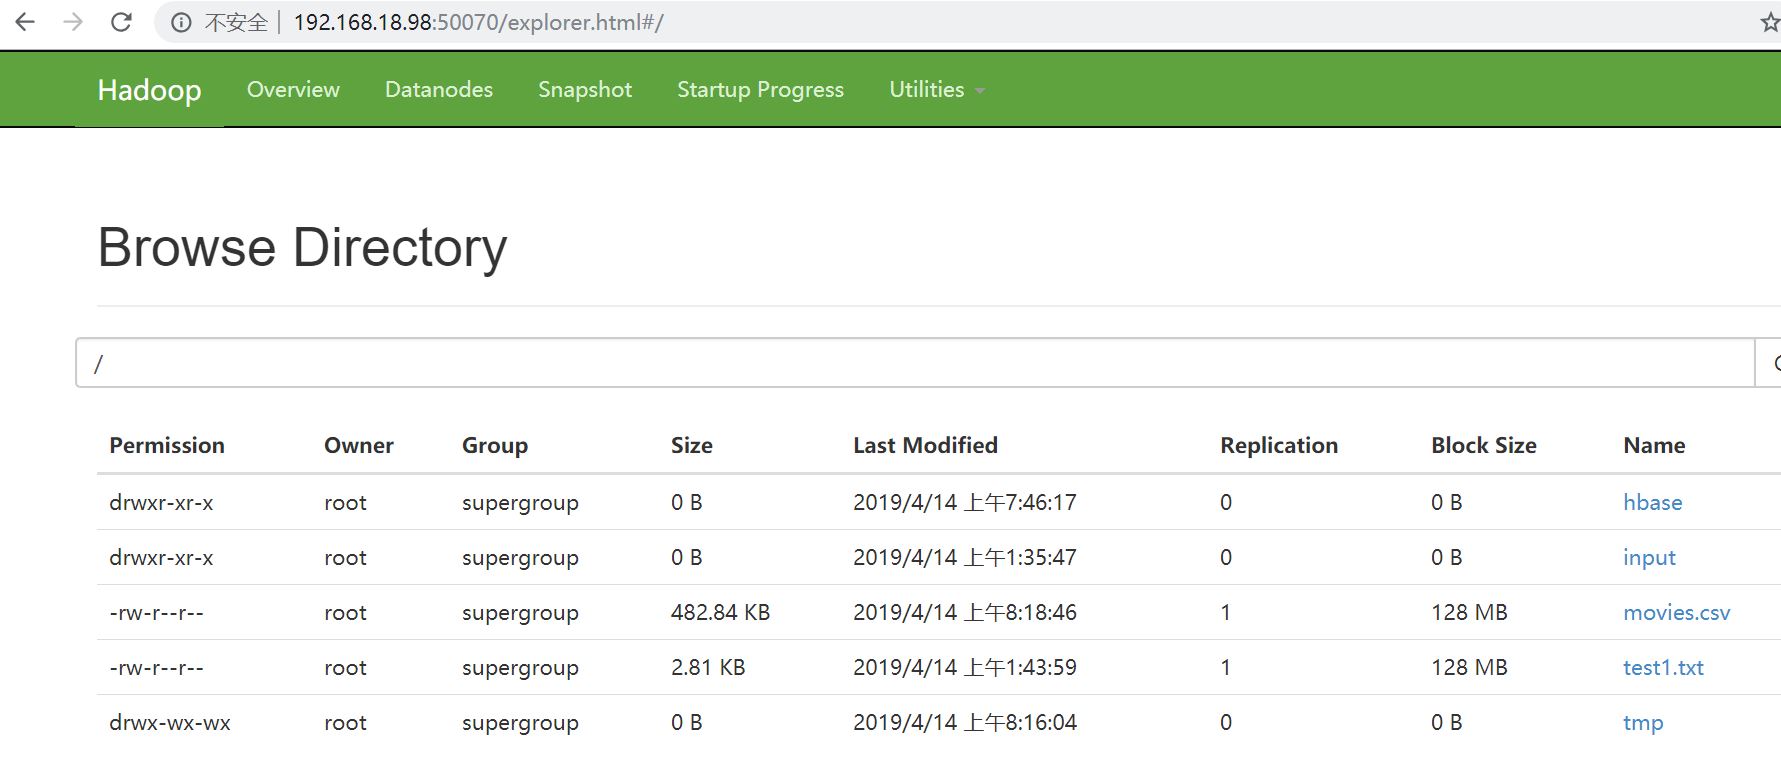 不安全 192.168.18.98:50070/explorer.html#/
Hadoop Overview Datanodes Snapshot Startup Progress Utilities
Browse Directory
/
Permission Owner Group Size Last Modified Replication Block Size Name
drwxr-xr-x root supergroup 0 B 2019/4/14 上午7:46:17 0 0 B hbase
drwxr-xr-x root supergroup 0 B 2019/4/14 上午1:35:47 0 0 B input
-rw-r--r-- root supergroup 482.84 KB 2019/4/14 上午8:18:46 1 128 MB movies.csv
-rw-r--r-- root supergroup 2.81 KB 2019/4/14 上午1:43:59 1 128 MB test1.txt
drwx-wx-wx root supergroup 0 B 2019/4/14 上午8:16:04 0 0 B tmp